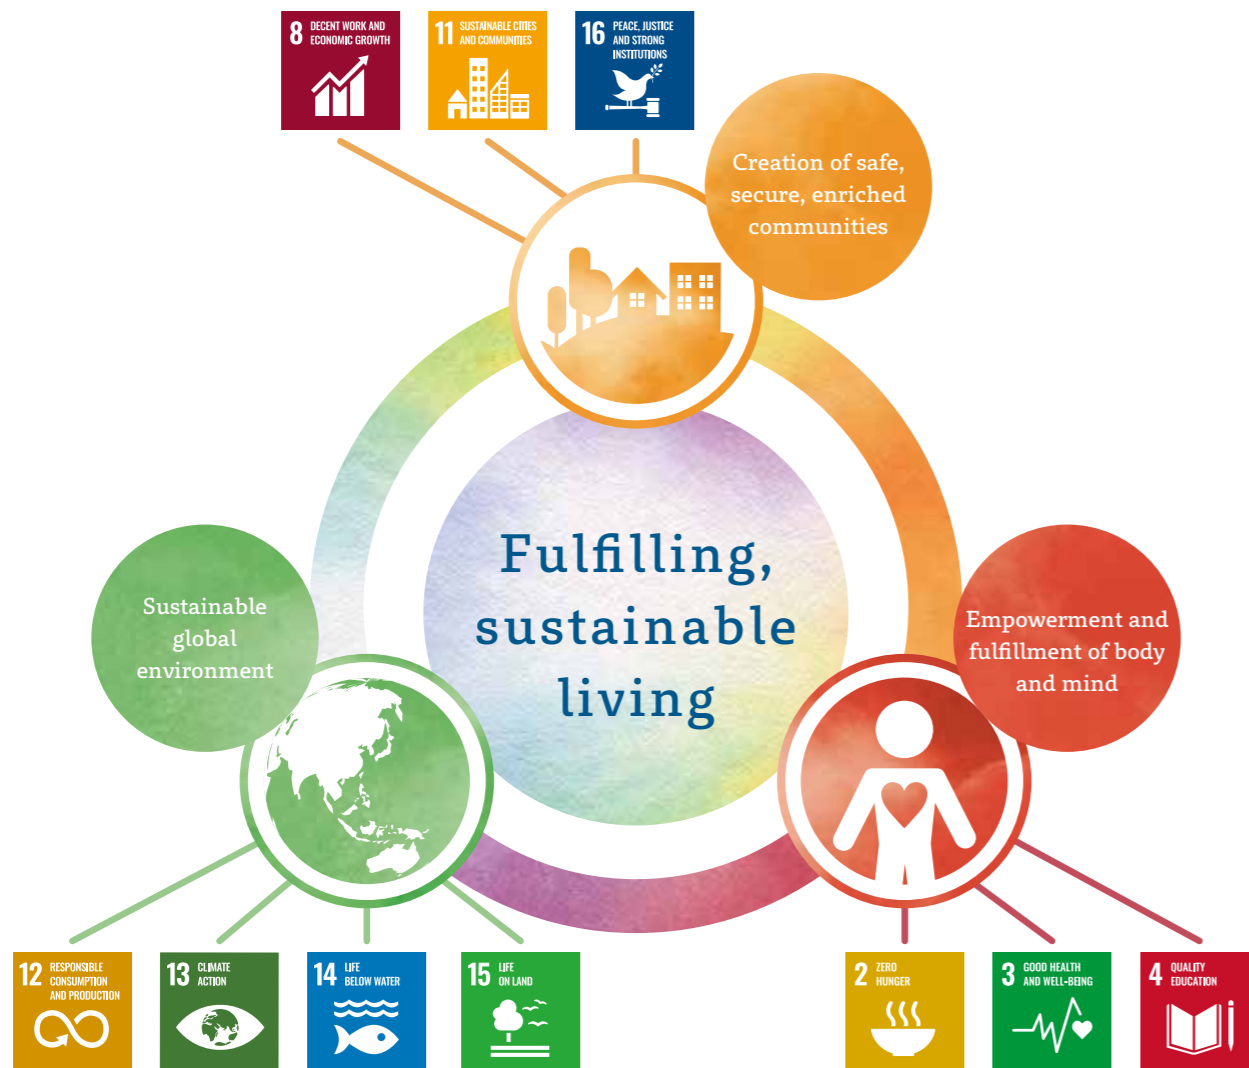 8 DECENT WORK AND
ECONOMIC GROWTH
11 SUSTAINABLE CITIES
AND COMMUNITIES
16 PEACE, JUSTICE
AND STRONG
INSTITUTIONS
Creation of safe,
secure, enriched
communities
Fulfilling,
sustainable
living
Sustainable
global
environment
Empowerment and
fulfillment of body
and mind
12 RESPONSIBLE
CONSUMPTION
AND PRODUCTION
13 CLIMATE
ACTION
14 LIFE
BELOW WATER
15 LIFE
ON LAND
2 ZERO
HUNGER
3 GOOD HEALTH
AND WELL-BEING
4 QUALITY
EDUCATION